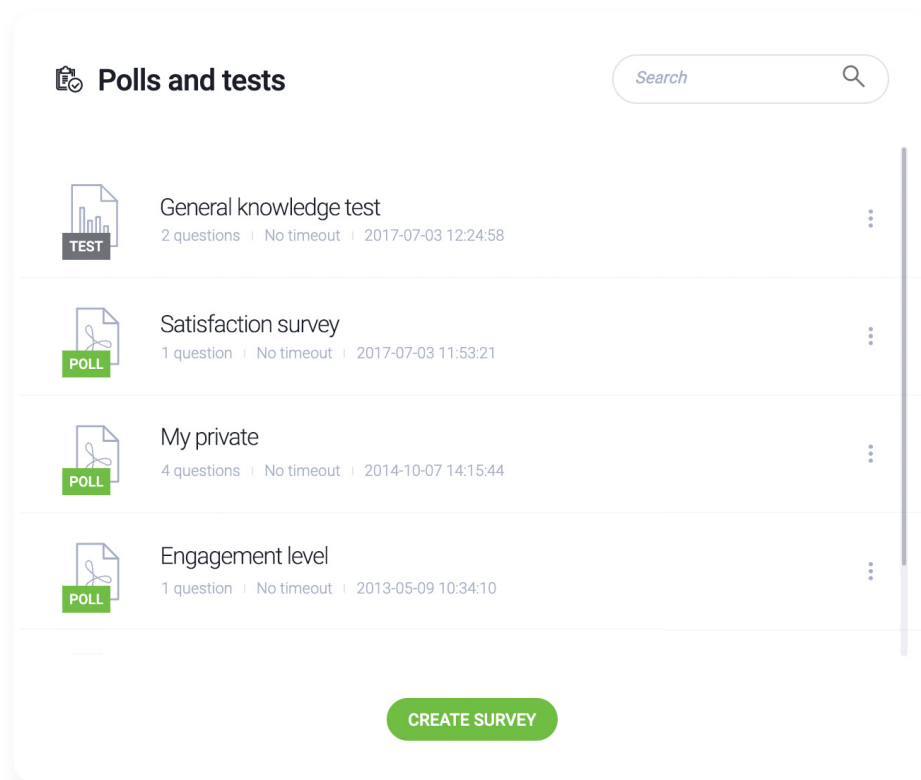 Polls and tests
Search
General knowledge test
TEST
2 questions No timeout 2017-07-03 12:24:58
Satisfaction survey
POLL
1 question No timeout 2017-07-03 11:53:21
My private
POLL
4 questions No timeout 2014-10-07 14:15:44
Engagement level
POLL
1 question No timeout 2013-05-09 10:34:10
CREATE SURVEY